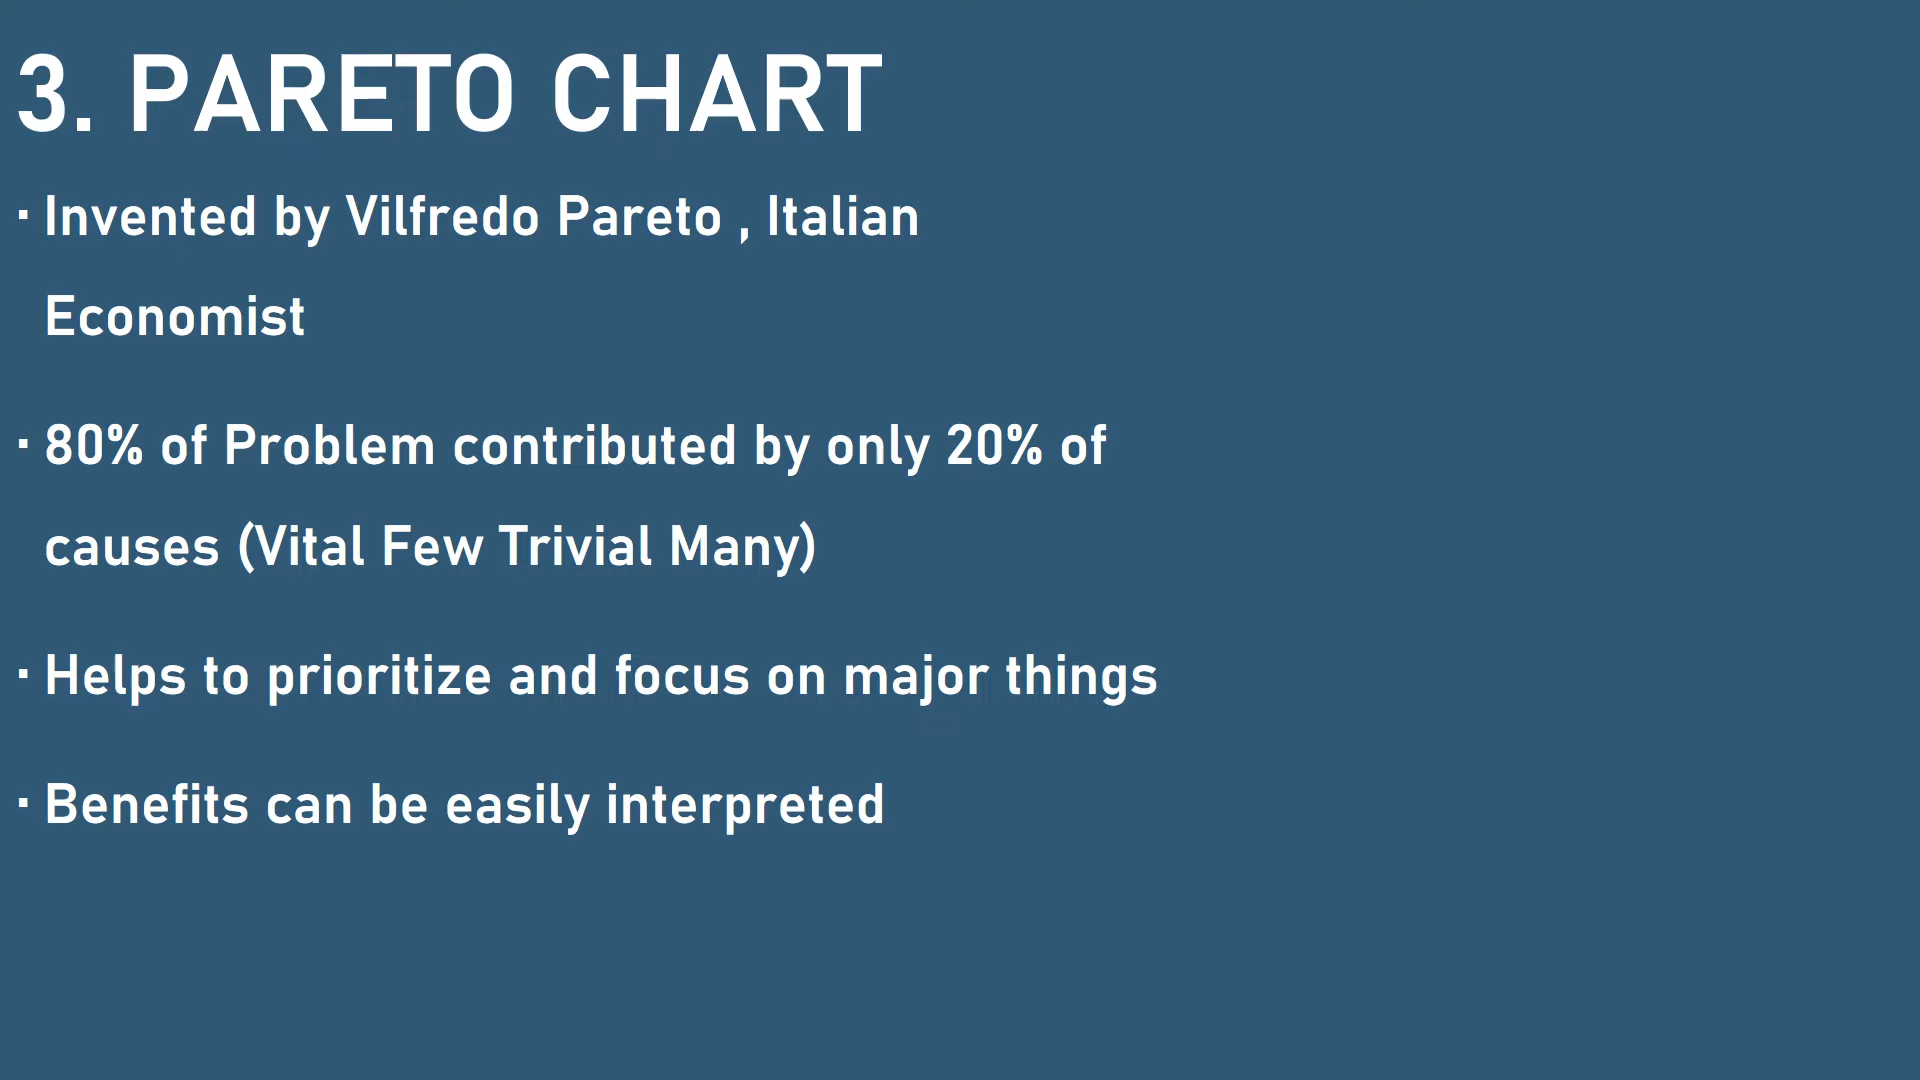 3. PARETO CHART
▪ Invented by Vilfredo Pareto , Italian
Economist
▪ 80% of Problem contributed by only 20% of
causes (Vital Few Trivial Many)
▪ Helps to prioritize and focus on major things
▪ Benefits can be easily interpreted